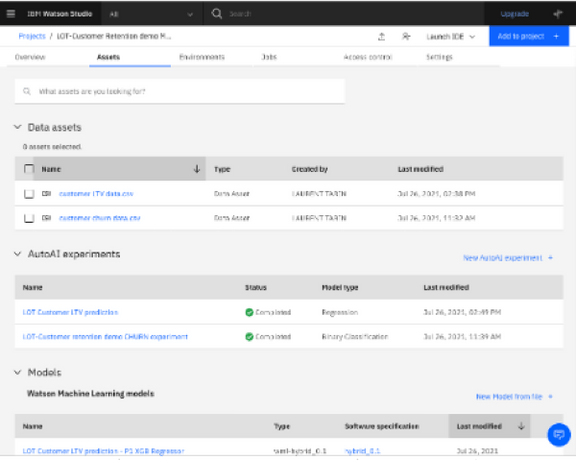 IBM Watson Studio All Search Upgrade
Projects / LOT-Customer Retention demo M... Launch IDE Add to project +
Overview Assets Environments Jobs Access control Settings
What assets are you looking for?
Data assets
0 assets selected.
Name Type Created by Last modified
customer LTV data.csv Data Asset LAURENT TARIN Jul 26, 2021, 02:38 PM
customer churn data.csv Data Asset LAURENT TARIN Jul 26, 2021, 11:32 AM
AutoAI experiments New AutoAI experiment +
Name Status Model type Last modified
LOT Customer LTV prediction Completed Regression Jul 26, 2021, 02:49 PM
LOT-Customer retention demo CHURN experiment Completed Binary Classification Jul 26, 2021, 11:39 AM
Models
Watson Machine Learning models New Model from file +
Name Type Software specification Last modified
LOT Customer LTV prediction - P3 XGB Regressor wml-hybrid_0.1 hybrid_0.1 Jul 26, 2021